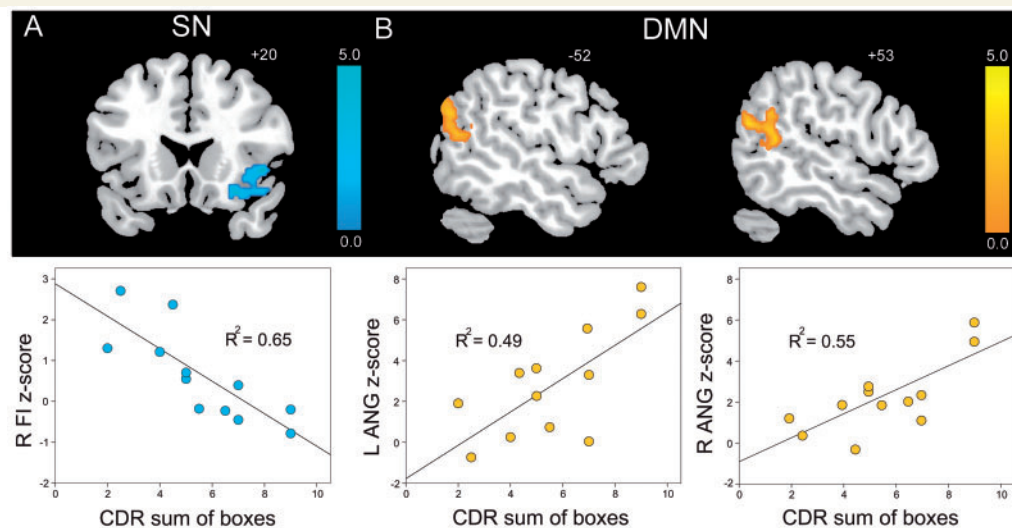 A SN B DMN
+20 -52 +53
5.0 5.0
0.0 0.0
R FI z-score
4
3
2
1
0
-1
-2
R² = 0.65
0 2 4 6 8 10
CDR sum of boxes
L ANG z-score
8
6
4
2
0
-2
R² = 0.49
0 2 4 6 8 10
CDR sum of boxes
R ANG z-score
8
6
4
2
0
-2
R² = 0.55
0 2 4 6 8 10
CDR sum of boxes